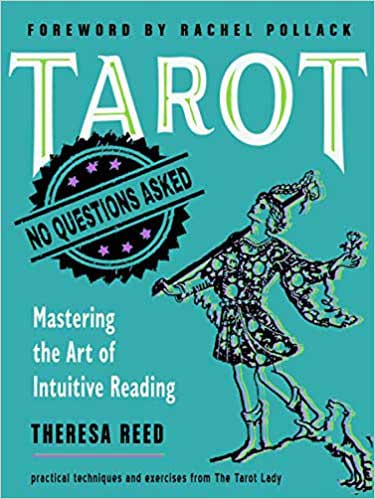 FOREWORD BY RACHEL POLLACK
TAROT
NO QUESTIONS ASKED
Mastering
the Art of
Intuitive Reading
THERESA REED
practical techniques and exercises from The Tarot Lady